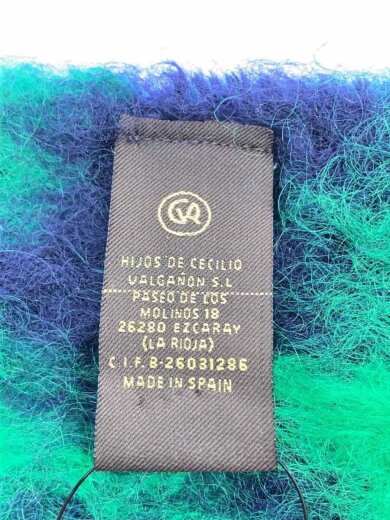 HIJOS DE CECILIO
VALGAÑON S.L
PASEO DE LOS
MOLINOS 18
26280 EZCARAY
(LA RIOJA)
C.I.F. B-26031286
MADE IN SPAIN